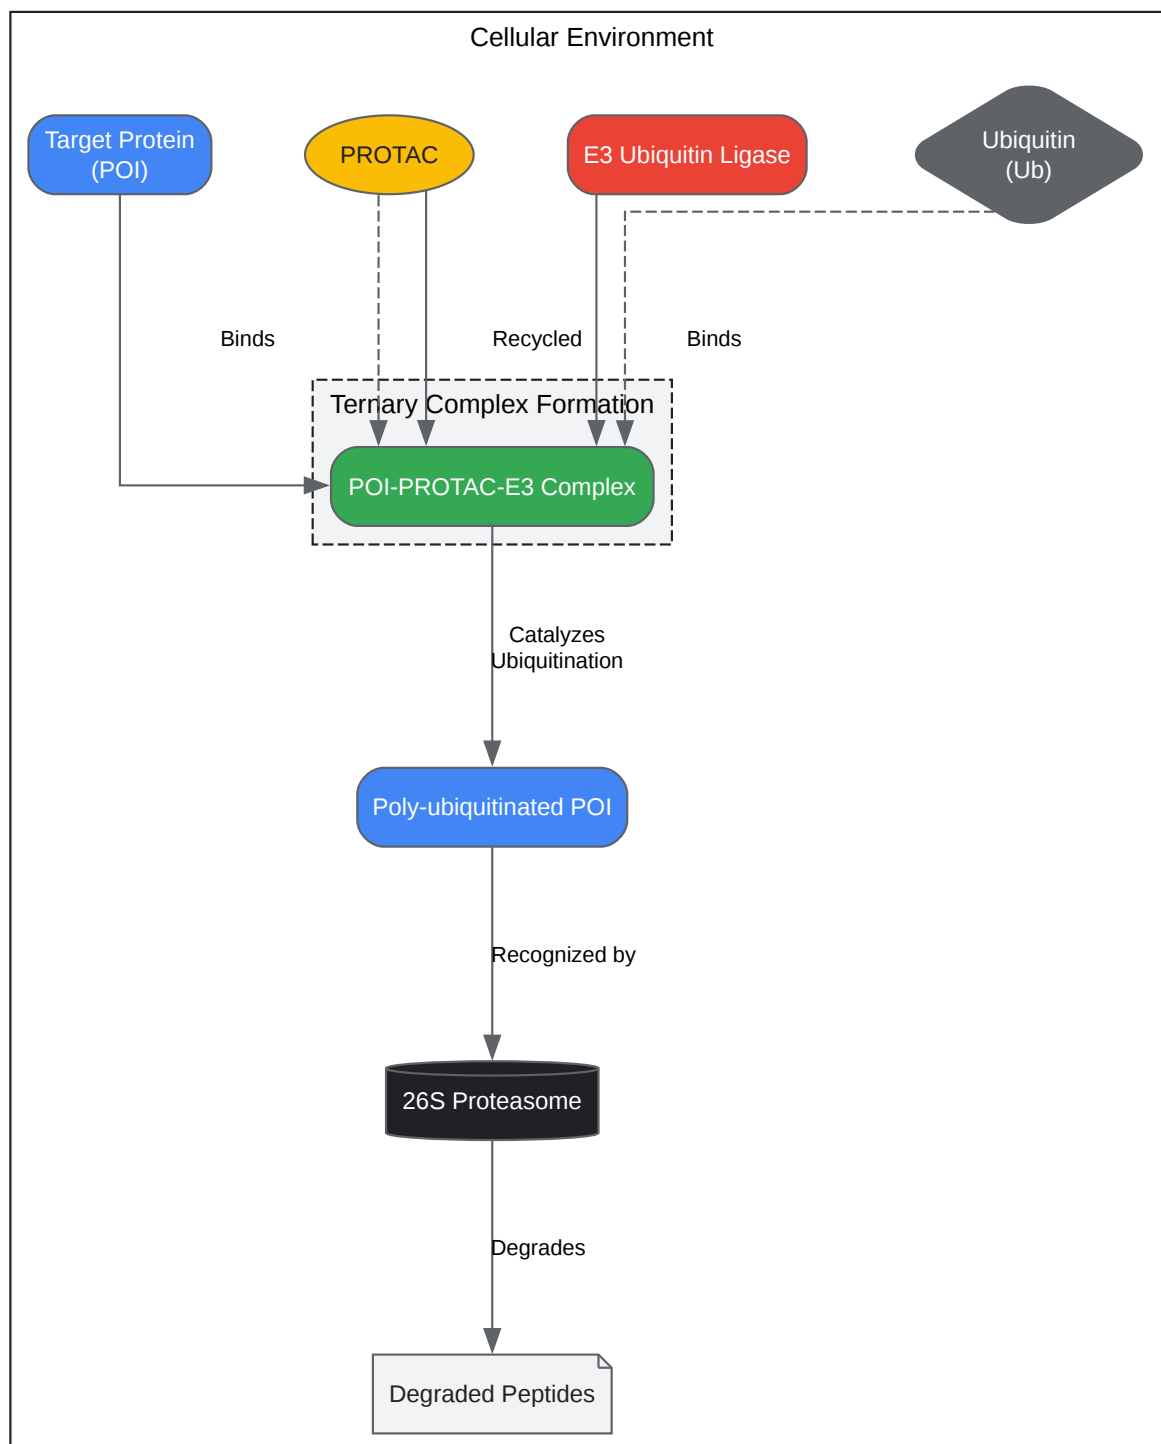 Cellular Environment
Target Protein
(POI)
PROTAC
E3 Ubiquitin Ligase
Ubiquitin
(Ub)
Binds
Recycled
Binds
Ternary Complex Formation
POI-PROTAC-E3 Complex
Catalyzes
Ubiquitination
Poly-ubiquitinated POI
Recognized by
26S Proteasome
Degrades
Degraded Peptides